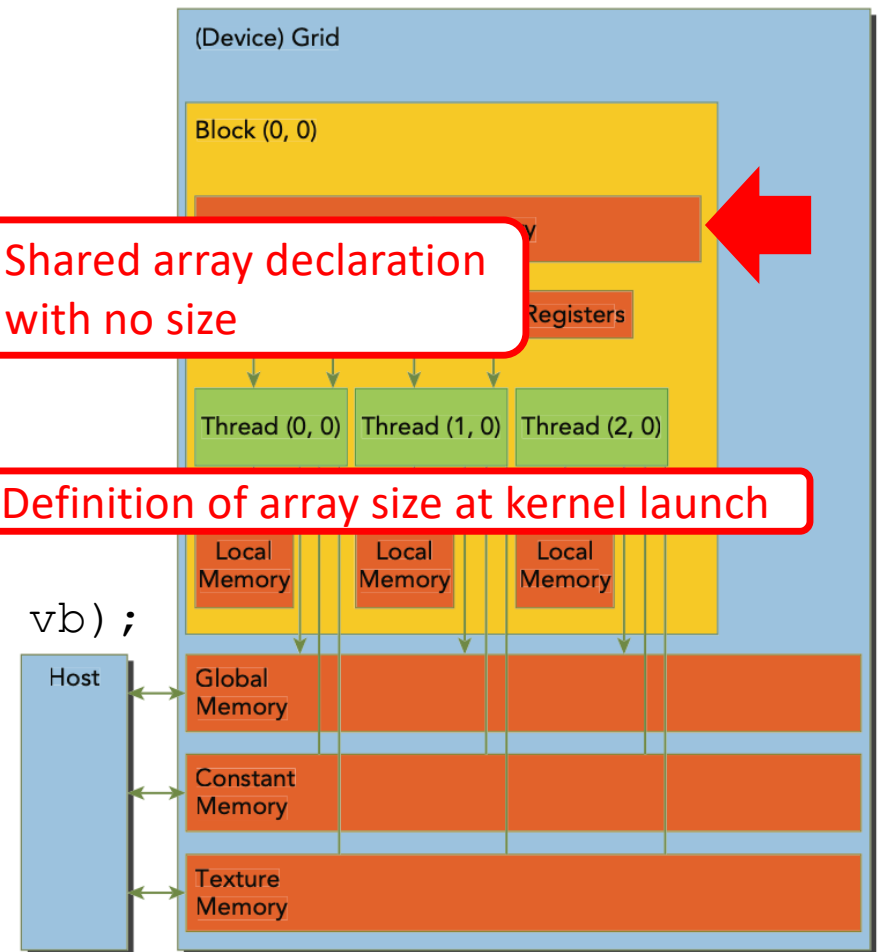 (Device) Grid
Block (0, 0)
y
Shared array declaration
with no size
Registers
Thread (0, 0) Thread (1, 0) Thread (2, 0)
Definition of array size at kernel launch
Local Local Local
Memory Memory Memory
vb);
Host
Global
Memory
Constant
Memory
Texture
Memory